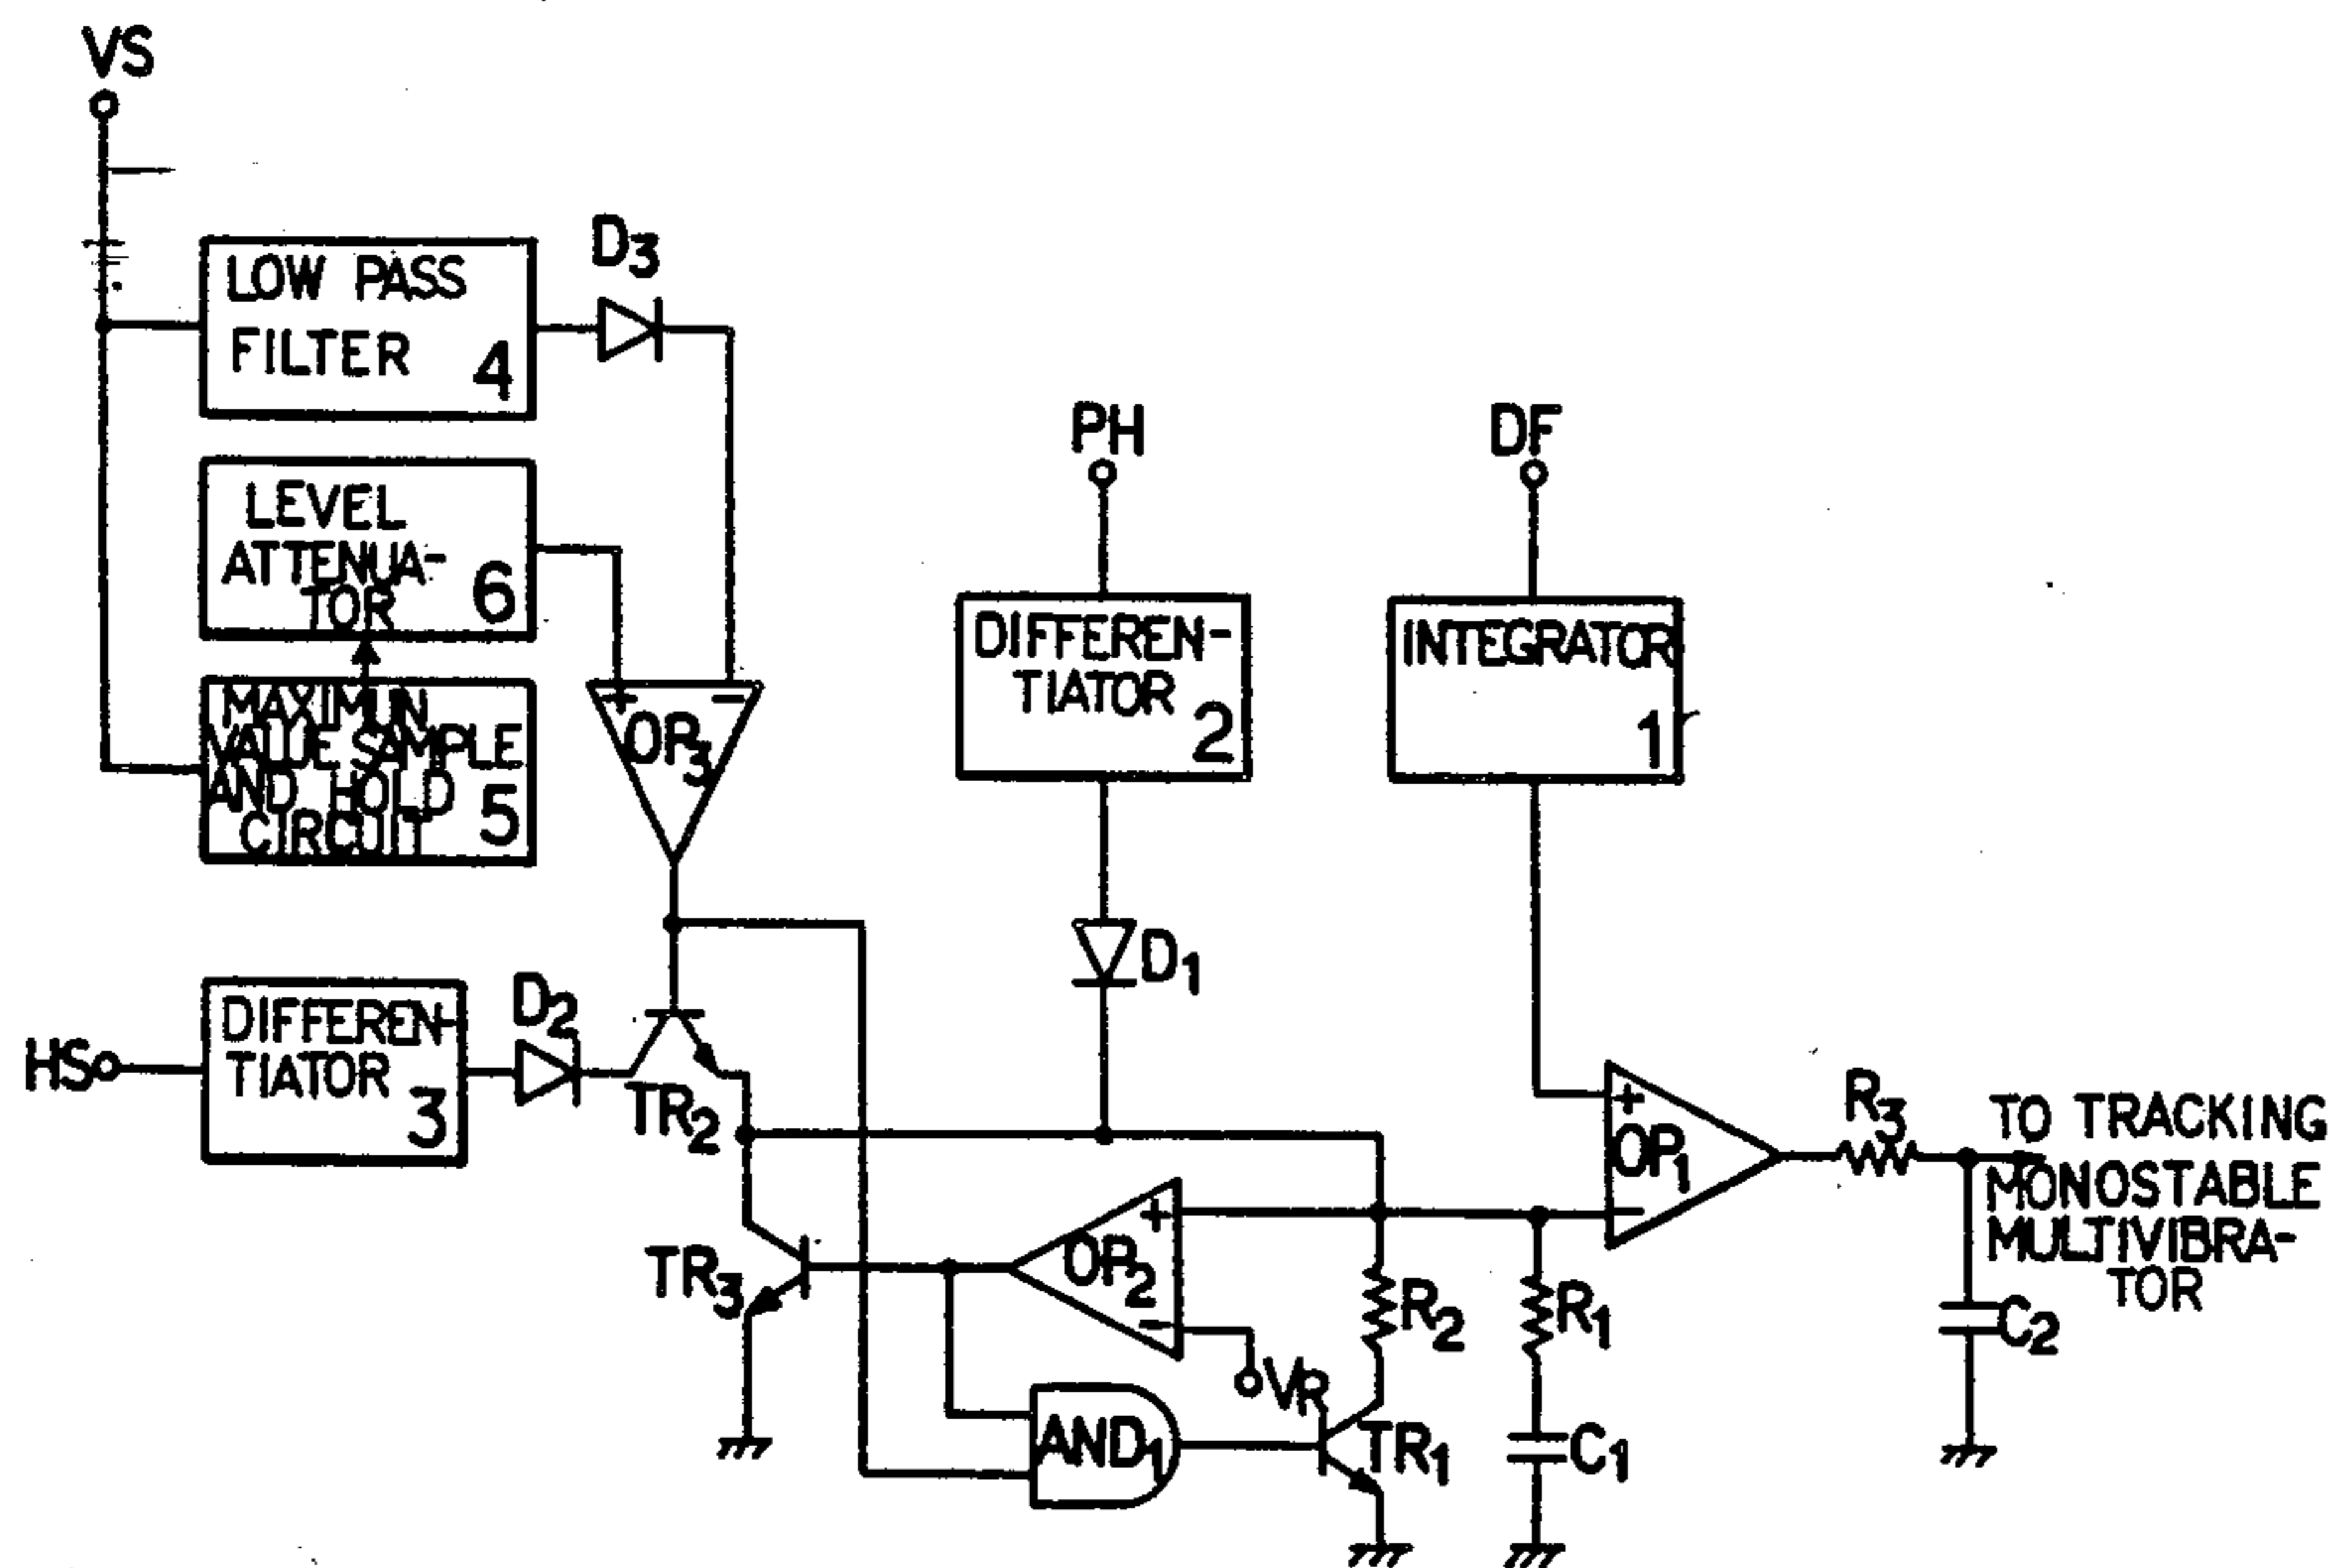 VS
LOW PASS
FILTER 4
D3
LEVEL
ATTENUA-
TOR 6
MAXIMUN
VALUE SAMPLE
AND HOLD
CIRCUIT 5
+ -
OP3
PH
DIFFEREN-
TIATOR
2
DF
INTEGRATOR
1
D1
HS
DIFFEREN-
TIATOR
3
D2
TR2
+
OP1
-
R3
TO TRACKING
MONOSTABLE
MULTIVIBRA-
TOR
TR3
+
OP2
-
VR
R2
R1
C2
AND1
TR1
C1